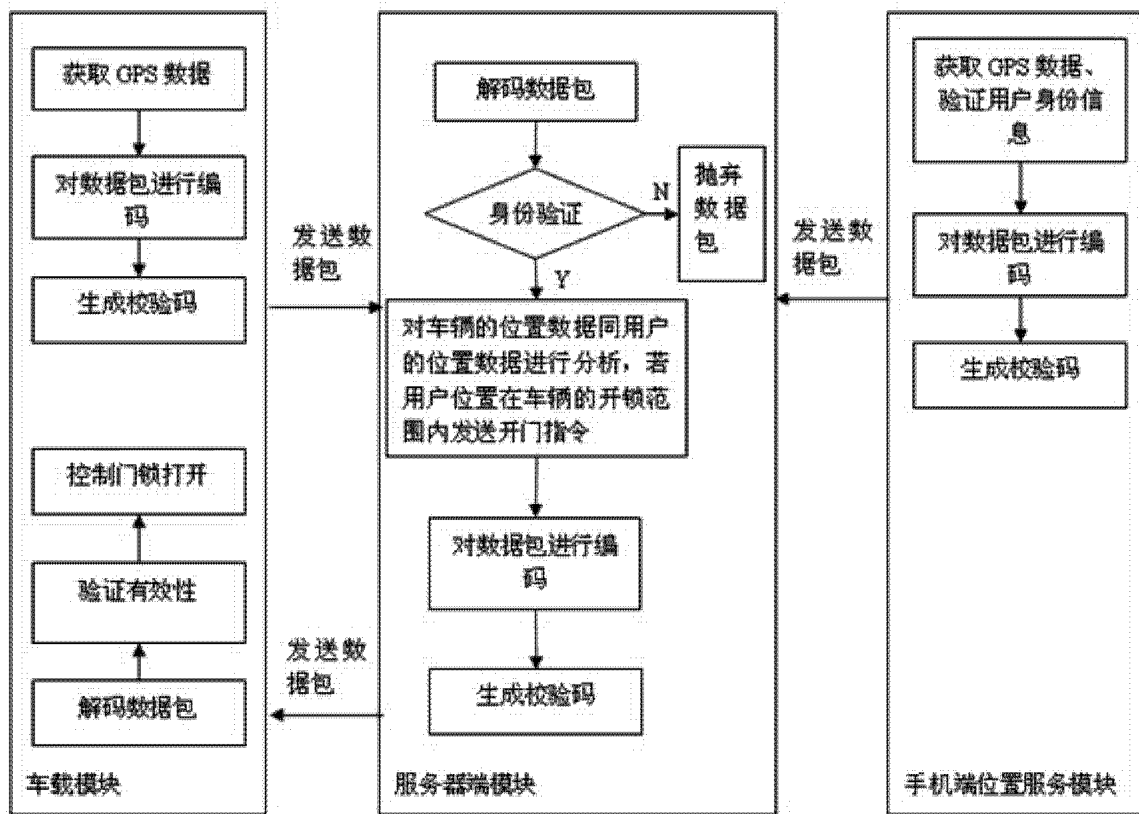 获取 GPS 数据
对数据包进行编
码
生成校验码
控制门锁打开
验证有效性
解码数据包
车载模块
发送数
据包
发送数
据包
解码数据包
身份验证
N
抛弃
数据
包
Y
对车辆的位置数据同用户
的位置数据进行分析，若
用户位置在车辆的开锁范
围内发送开门指令
对数据包进行编
码
生成校验码
服务器端模块
发送数
据包
获取 GPS 数据、
验证用户身份信
息
对数据包进行编
码
生成校验码
手机端位置服务模块